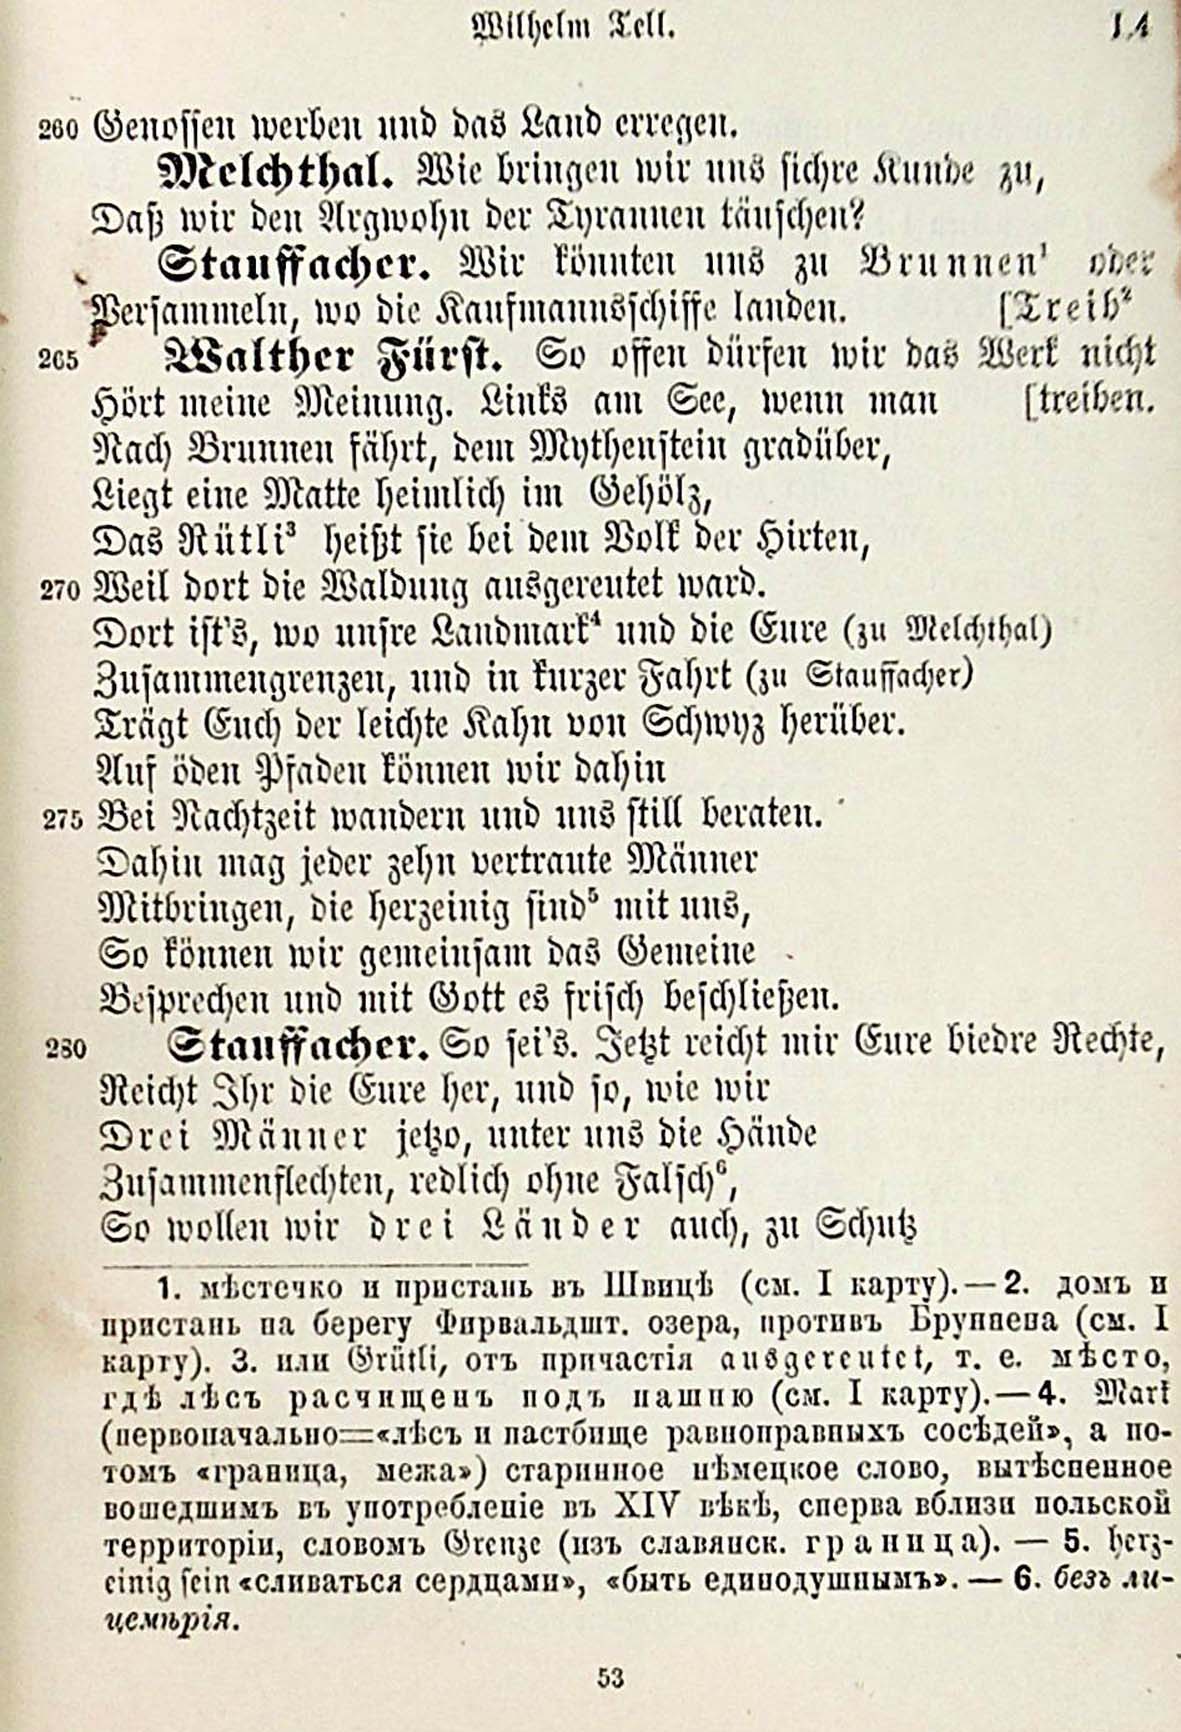 Wilhelm Tell. I.4
260 Genossen werben und das Land erregen.
Melchthal. Wie bringen wir uns sichre Kunde zu,
Daß wir den Argwohn der Tyrannen täuschen?
Stauffacher. Wir könnten uns zu Brunnen¹ oder
Versammeln, wo die Kaufmannsschiffe landen. [Treib²
265 Walther Fürst. So offen dürfen wir das Werk nicht
Hört meine Meinung. Links am See, wenn man [treiben.
Nach Brunnen fährt, dem Mythenstein gradüber,
Liegt eine Matte heimlich im Gehölz,
Das Rütli³ heißt sie bei dem Volk der Hirten,
270 Weil dort die Waldung ausgereutet ward.
Dort ist's, wo unsre Landmark⁴ und die Eure (zu Melchthal)
Zusammengrenzen, und in kurzer Fahrt (zu Stauffacher)
Trägt Euch der leichte Kahn von Schwyz herüber.
Auf öden Pfaden können wir dahin
275 Bei Nachtzeit wandern und uns still beraten.
Dahin mag jeder zehn vertraute Männer
Mitbringen, die herzeinig sind⁵ mit uns,
So können wir gemeinsam das Gemeine
Besprechen und mit Gott es frisch beschließen.
280 Stauffacher. So sei's. Jetzt reicht mir Eure biedre Rechte,
Reicht Ihr die Eure her, und so, wie wir
Drei Männer jetzo, unter uns die Hände
Zusammenflechten, redlich ohne Falsch⁶,
So wollen wir drei Länder auch, zu Schutz
1. мѣстечко и пристань въ Швицѣ (см. I карту).—2. домъ и
пристань на берегу Фирвальдшт. озера, противъ Бруннена (см. I
карту). 3. или Grütli, отъ причастія ausgereutet, т. е. мѣсто,
гдѣ лѣсъ расчищенъ подъ пашню (см. I карту).—4. Mark
(первоначально=«лѣсъ и пастбище равноправныхъ сосѣдей», а по-
томъ «граница, межа») старинное нѣмецкое слово, вытѣсненное
вошедшимъ въ употребленіе въ XIV вѣкѣ, сперва вблизи польской
территоріи, словомъ Grenze (изъ славянск. граница). — 5. herz-
einig sein «сливаться сердцами», «быть единодушнымъ». — 6. безъ ли-
цемѣрія.
53